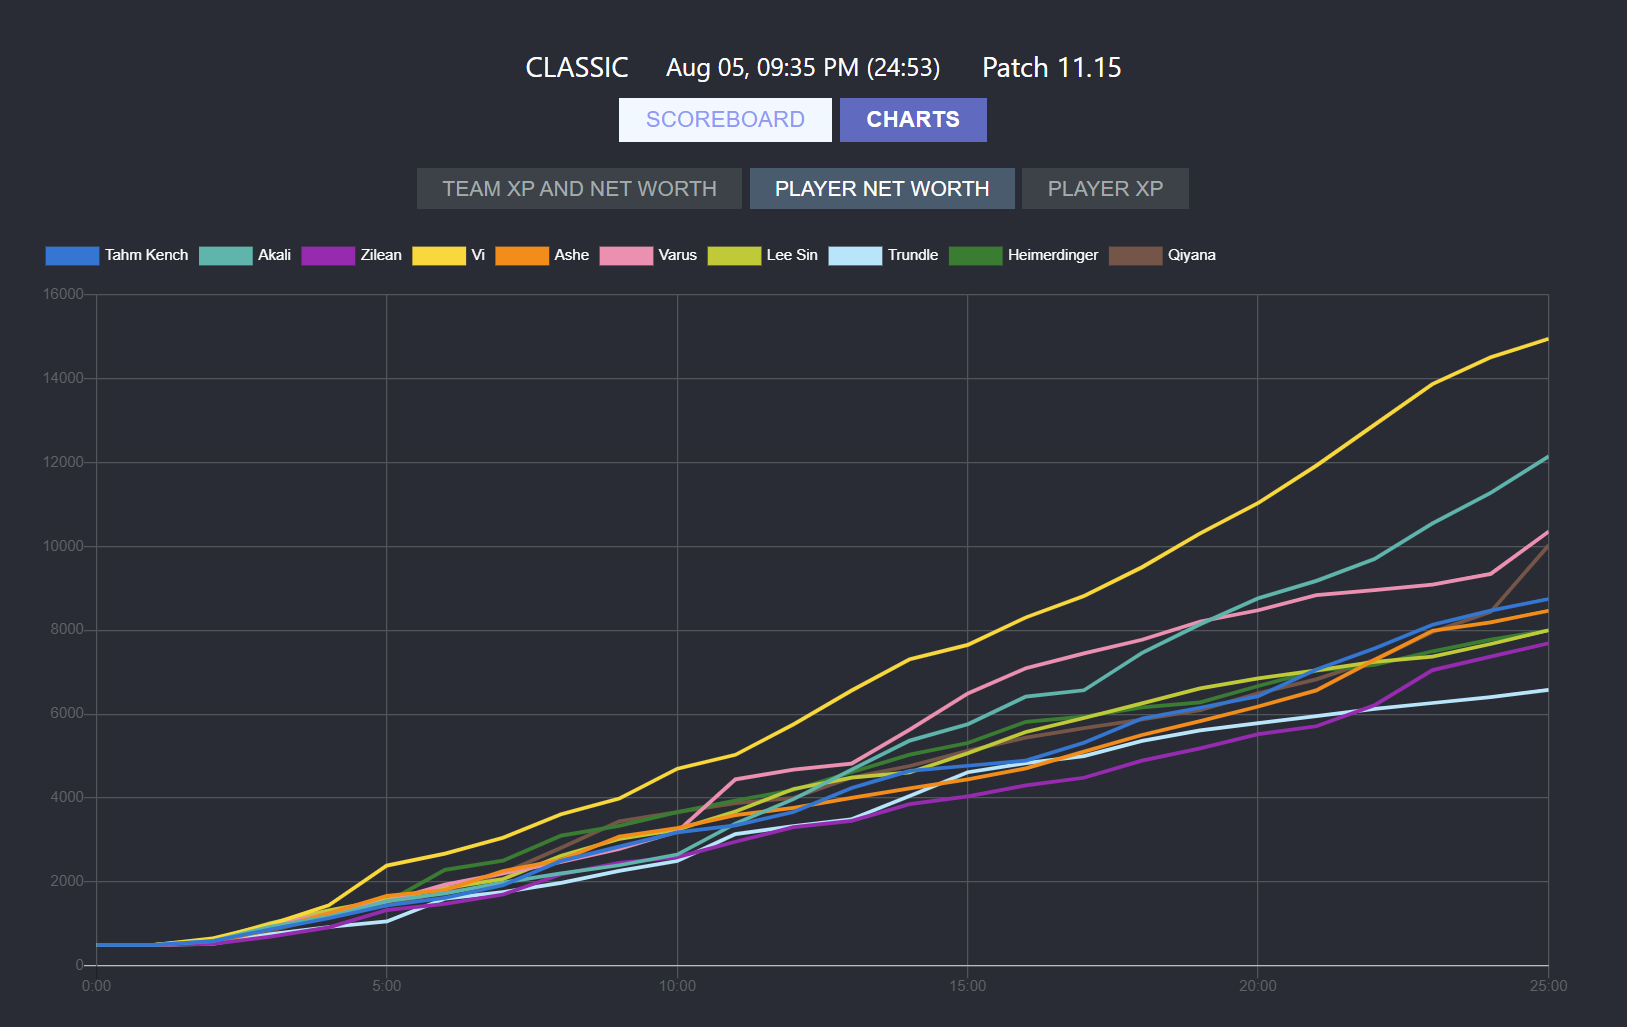 CLASSIC Aug 05, 09:35 PM (24:53) Patch 11.15
SCOREBOARD CHARTS
TEAM XP AND NET WORTH PLAYER NET WORTH PLAYER XP
Tahm Kench Akali Zilean Vi Ashe Varus Lee Sin Trundle Heimerdinger Qiyana
16000
14000
12000
10000
8000
6000
4000
2000
0
0:00 5:00 10:00 15:00 20:00 25:00